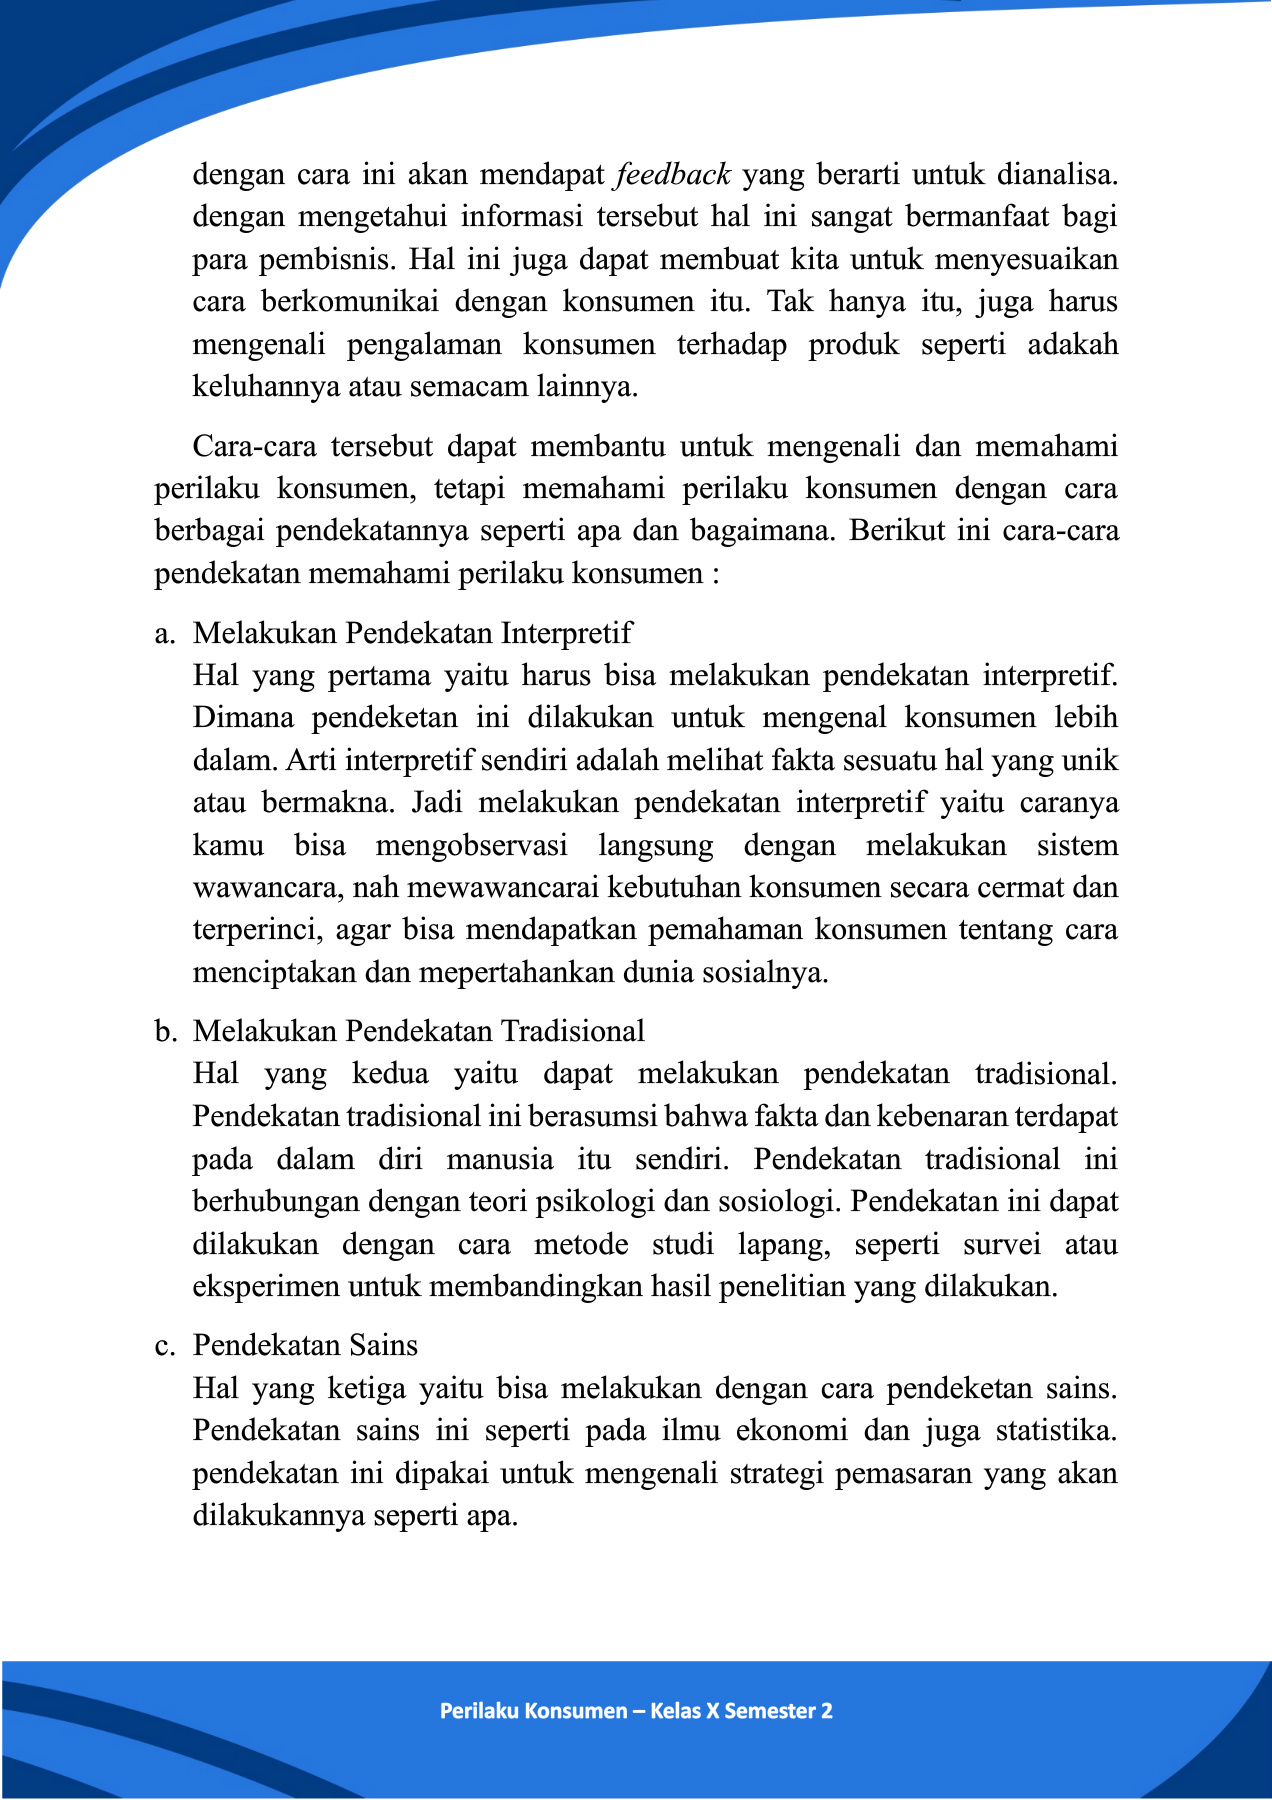 dengan cara ini akan mendapat feedback yang berarti untuk dianalisa.
dengan mengetahui informasi tersebut hal ini sangat bermanfaat bagi
para pembisnis. Hal ini juga dapat membuat kita untuk menyesuaikan
cara berkomunikai dengan konsumen itu. Tak hanya itu, juga harus
mengenali pengalaman konsumen terhadap produk seperti adakah
keluhannya atau semacam lainnya.
Cara-cara tersebut dapat membantu untuk mengenali dan memahami
perilaku konsumen, tetapi memahami perilaku konsumen dengan cara
berbagai pendekatannya seperti apa dan bagaimana. Berikut ini cara-cara
pendekatan memahami perilaku konsumen :
a. Melakukan Pendekatan Interpretif
Hal yang pertama yaitu harus bisa melakukan pendekatan interpretif.
Dimana pendeketan ini dilakukan untuk mengenal konsumen lebih
dalam. Arti interpretif sendiri adalah melihat fakta sesuatu hal yang unik
atau bermakna. Jadi melakukan pendekatan interpretif yaitu caranya
kamu bisa mengobservasi langsung dengan melakukan sistem
wawancara, nah mewawancarai kebutuhan konsumen secara cermat dan
terperinci, agar bisa mendapatkan pemahaman konsumen tentang cara
menciptakan dan mepertahankan dunia sosialnya.
b. Melakukan Pendekatan Tradisional
Hal yang kedua yaitu dapat melakukan pendekatan tradisional.
Pendekatan tradisional ini berasumsi bahwa fakta dan kebenaran terdapat
pada dalam diri manusia itu sendiri. Pendekatan tradisional ini
berhubungan dengan teori psikologi dan sosiologi. Pendekatan ini dapat
dilakukan dengan cara metode studi lapang, seperti survei atau
eksperimen untuk membandingkan hasil penelitian yang dilakukan.
c. Pendekatan Sains
Hal yang ketiga yaitu bisa melakukan dengan cara pendeketan sains.
Pendekatan sains ini seperti pada ilmu ekonomi dan juga statistika.
pendekatan ini dipakai untuk mengenali strategi pemasaran yang akan
dilakukannya seperti apa.
Perilaku Konsumen – Kelas X Semester 2